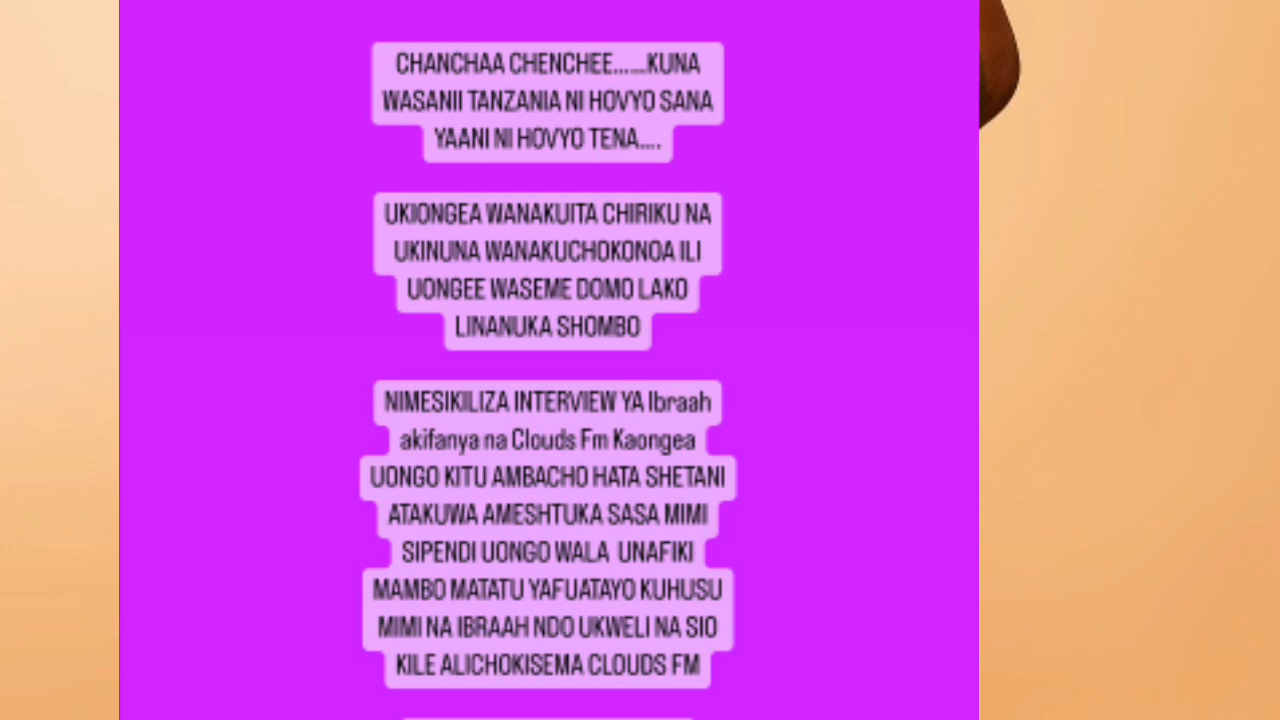 CHANCHAA CHENCHEE......KUNA
WASANII TANZANIA NI HOVYO SANA
YAANI NI HOVYO TENA....
UKIONGEA WANAKUITA CHIRIKU NA
UKINUNA WANAKUCHOKONOA ILI
UONGEE WASEME DOMO LAKO
LINANUKA SHOMBO
NIMESIKILIZA INTERVIEW YA Ibraah
akifanya na Clouds Fm Kaongea
UONGO KITU AMBACHO HATA SHETANI
ATAKUWA AMESHTUKA SASA MIMI
SIPENDI UONGO WALA UNAFIKI
MAMBO MATATU YAFUATAYO KUHUSU
MIMI NA IBRAAH NDO UKWELI NA SIO
KILE ALICHOKISEMA CLOUDS FM